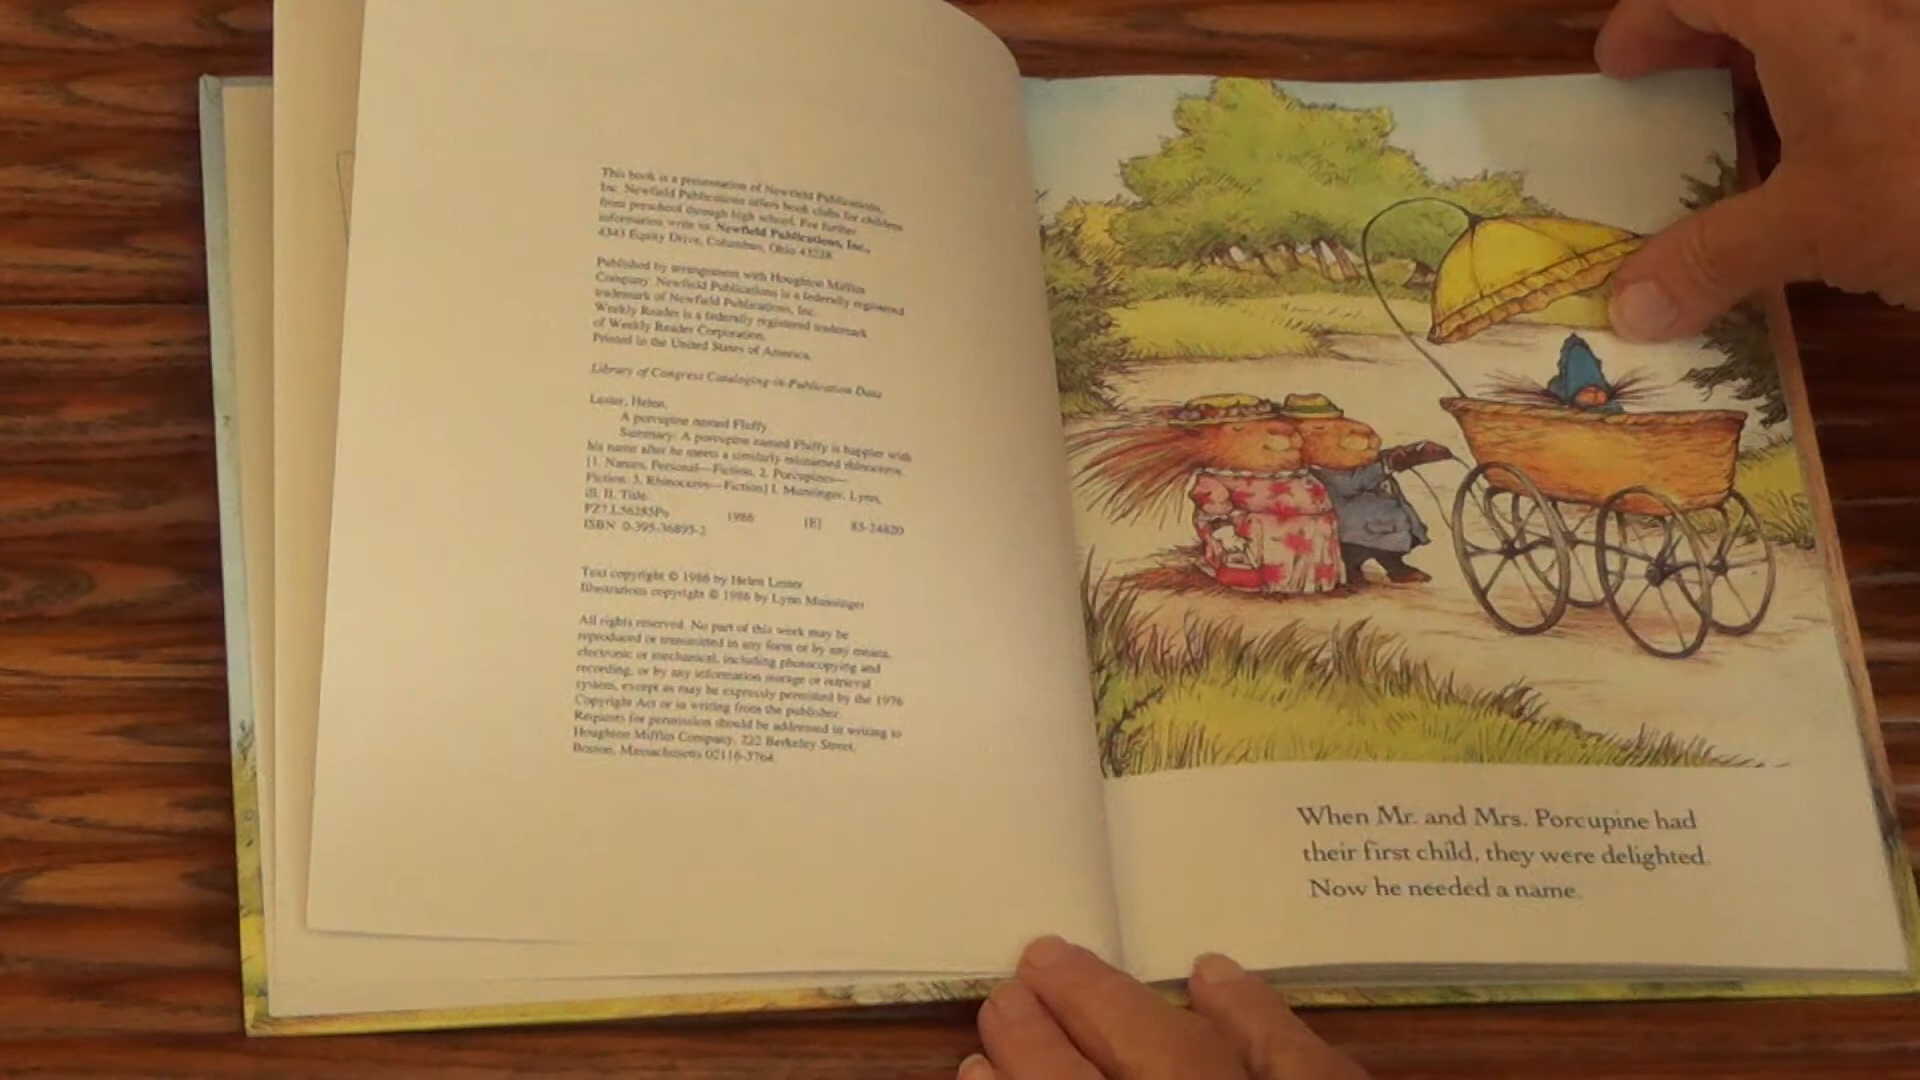 This book is a presentation of Newfield Publications,
Inc. Newfield Publications offers book clubs for children
from preschool through high school. For further
information write to: Newfield Publications, Inc.,
4343 Equity Drive, Columbus, Ohio 43228
Published by arrangement with Houghton Mifflin
Company. Newfield Publications is a federally registered
trademark of Newfield Publications, Inc.
Weekly Reader is a federally registered trademark
of Weekly Reader Corporation.
Printed in the United States of America.
Library of Congress Cataloging-in-Publication Data
Lester, Helen.
A porcupine named Fluffy.
Summary: A porcupine named Fluffy is happier with
his name after he meets a similarly misnamed rhinoceros.
[1. Names, Personal—Fiction. 2. Porcupines—
Fiction. 3. Rhinoceros—Fiction] I. Munsinger, Lynn,
ill. II. Title.
PZ7.L56285Po 1986 [E] 85-24820
ISBN 0-395-36895-2
Text copyright © 1986 by Helen Lester
Illustrations copyright © 1986 by Lynn Munsinger
All rights reserved. No part of this work may be
reproduced or transmitted in any form or by any means,
electronic or mechanical, including photocopying and
recording, or by any information storage or retrieval
system, except as may be expressly permitted by the 1976
Copyright Act or in writing from the publisher.
Requests for permission should be addressed in writing to
Houghton Mifflin Company, 222 Berkeley Street,
Boston, Massachusetts 02116-3764.
When Mr. and Mrs. Porcupine had
their first child, they were delighted.
Now he needed a name.